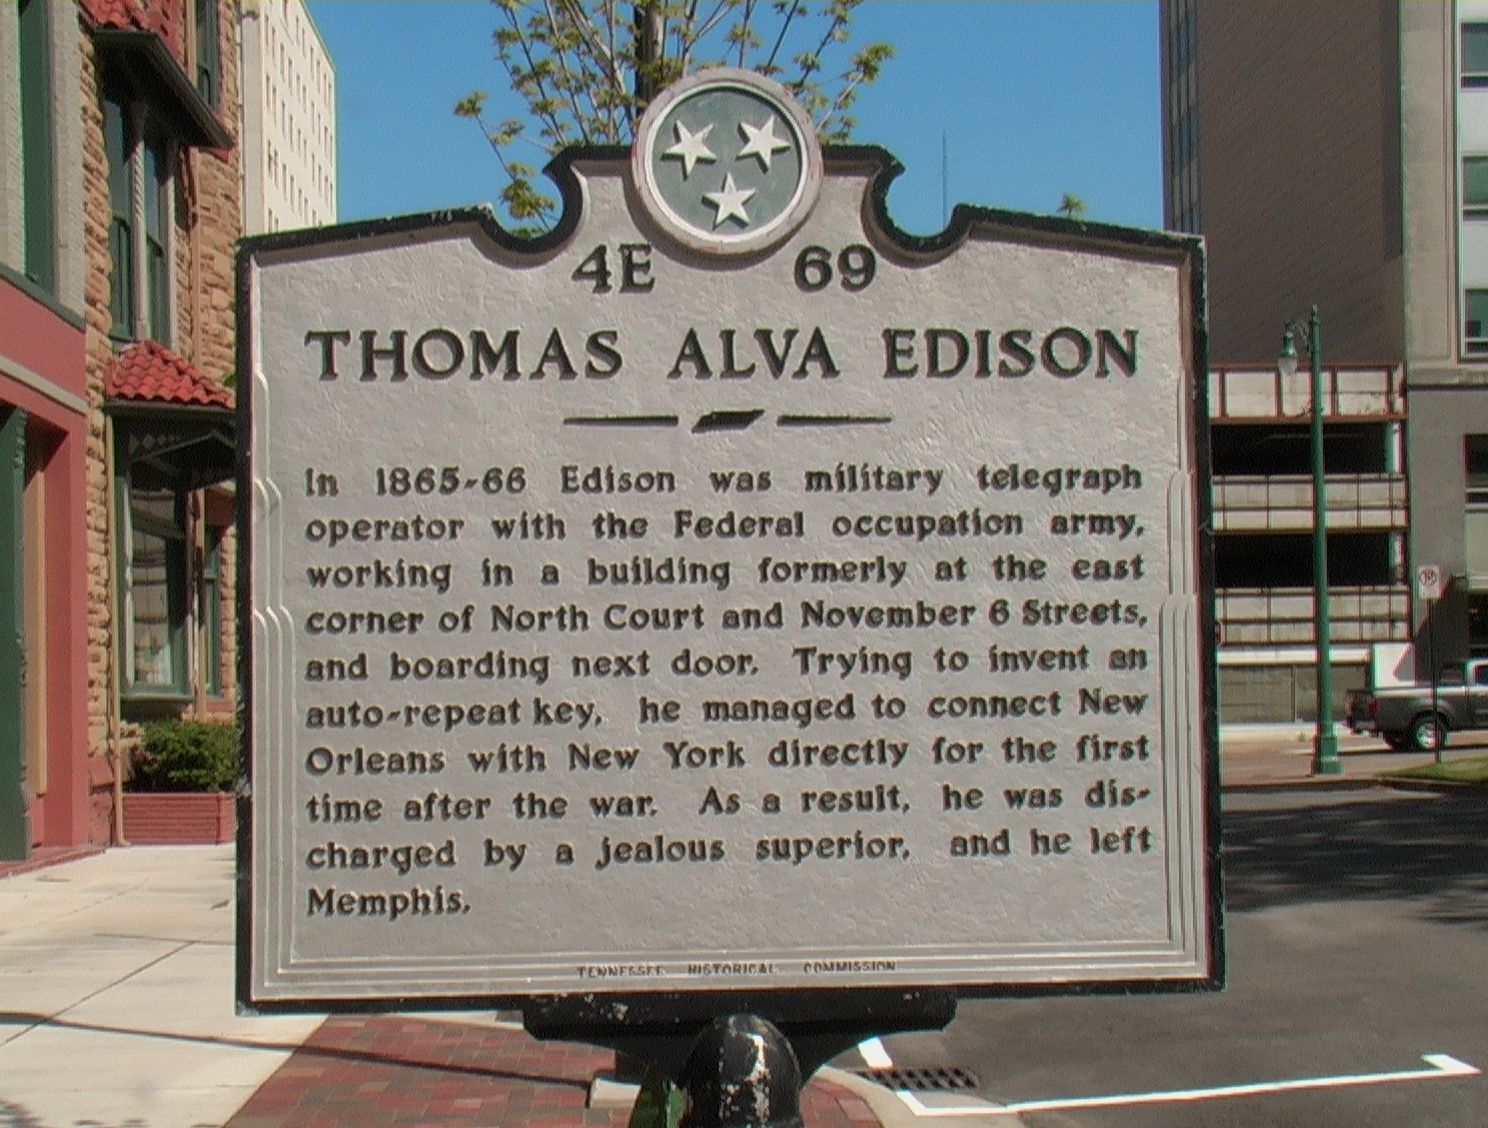 4E 69
THOMAS ALVA EDISON
In 1865-66 Edison was military telegraph
operator with the Federal occupation army,
working in a building formerly at the east
corner of North Court and November 6 Streets,
and boarding next door. Trying to invent an
auto-repeat key, he managed to connect New
Orleans with New York directly for the first
time after the war. As a result, he was dis-
charged by a jealous superior, and he left
Memphis.
TENNESSEE HISTORICAL COMMISSION